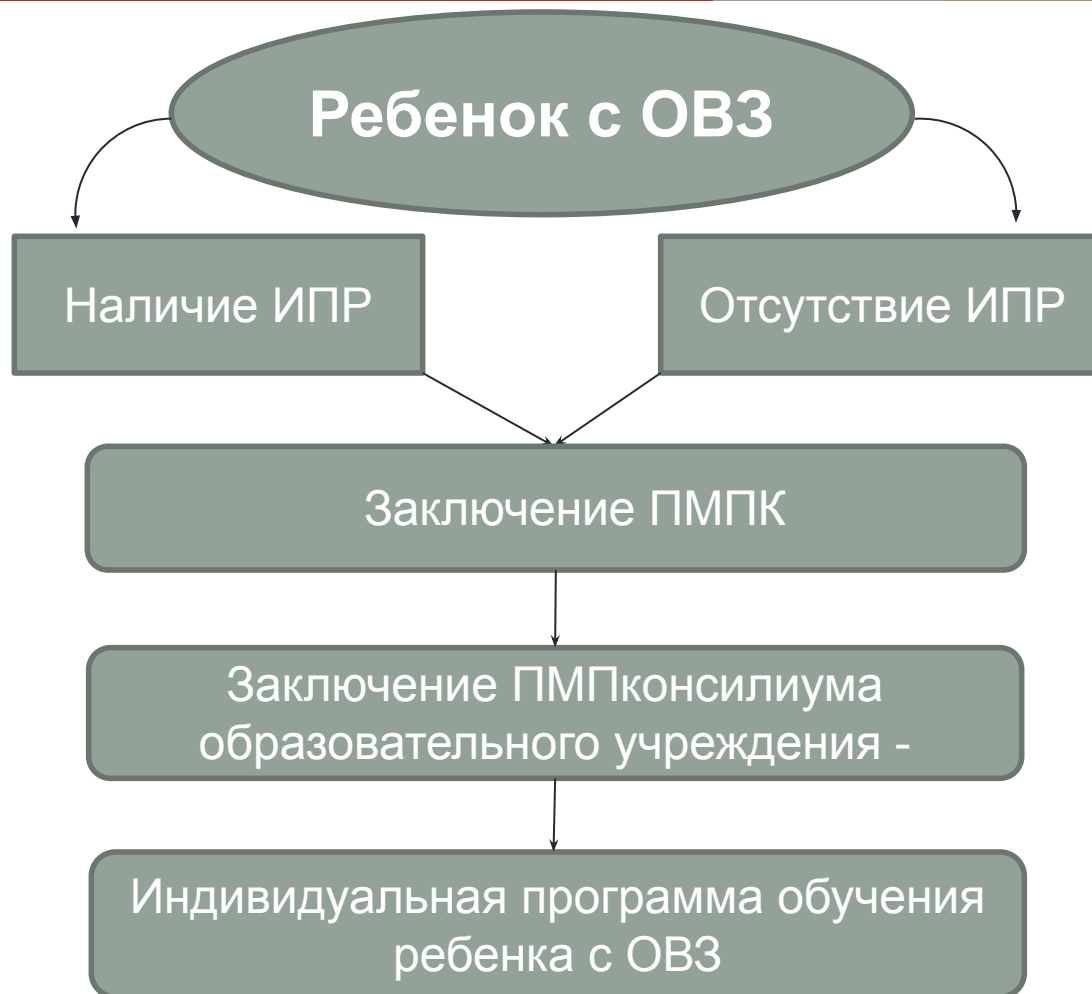 Ребенок с ОВЗ
Наличие ИПР
Отсутствие ИПР
Заключение ПМПК
Заключение ПМПконсилиума
образовательного учреждения -
Индивидуальная программа обучения
ребенка с ОВЗ